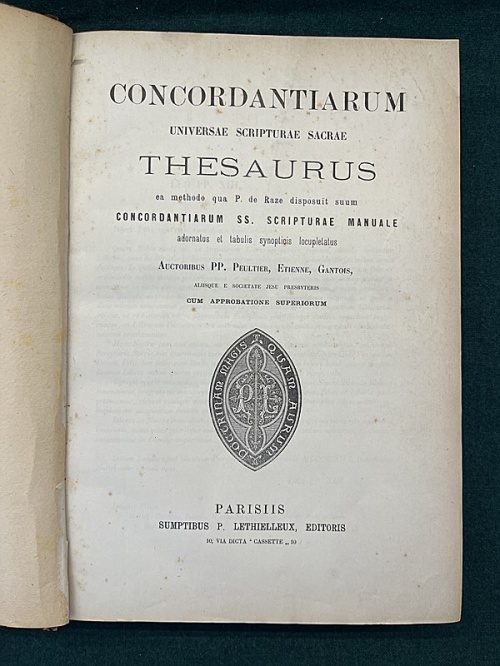 CONCORDANTIARUM
UNIVERSAE SCRIPTURAE SACRAE
THESAURUS
ea methodo qua P. de Raze disposuit suum
CONCORDANTIARUM SS. SCRIPTURAE MANUALE
adornatus et tabulis synopticis locupletatus
Auctoribus PP. Peultier, Etienne, Gantois,
ALIISQUE E SOCIETATE JESU PRESBYTERIS
CUM APPROBATIONE SUPERIORUM
DOCTRINAM MAGIS QUAM AURUM
PL
PARISIIS
SUMPTIBUS P. LETHIELLEUX, EDITORIS
10, VIA DICTA " CASSETTE „ 10